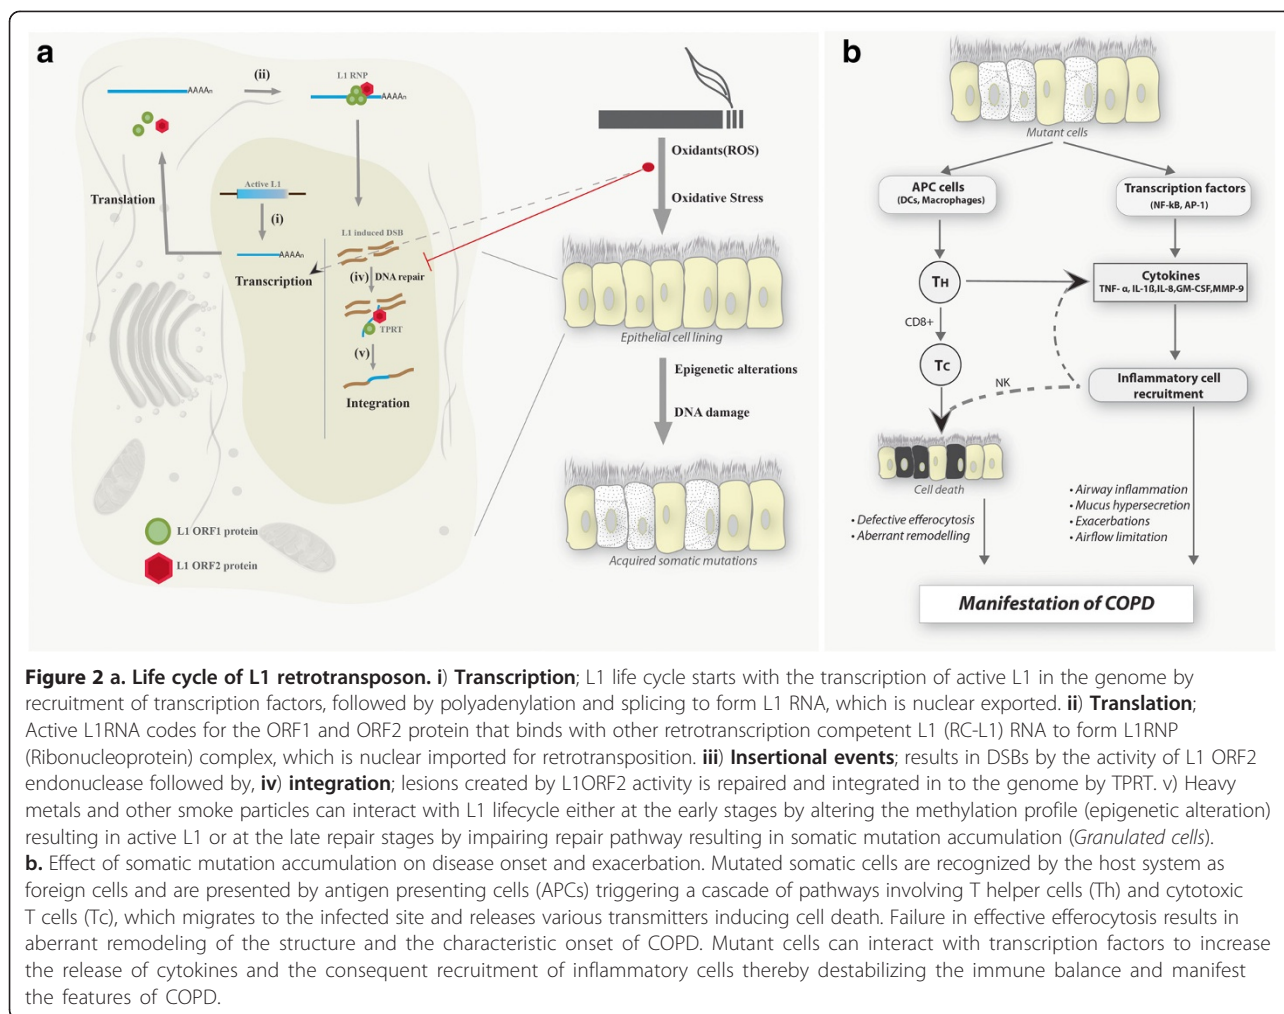 a
(ii)
AAAAn
L1 RNP
AAAAn
Translation
Active L1
(i)
AAAAn
Transcription
L1 induced DSB
(iv) DNA repair
TPRT
(v)
Integration
L1 ORF1 protein
L1 ORF2 protein
Oxidants(ROS)
Oxidative Stress
Epithelial cell lining
Epigenetic alterations
DNA damage
Acquired somatic mutations
b
Mutant cells
APC cells
(DCs, Macrophages)
Transcription factors
(NF-kB, AP-1)
TH
Cytokines
TNF- α, IL-1ß,IL-8,GM-CSF,MMP-9
CD8+
TC
NK
Inflammatory cell
recruitment
Cell death
• Defective efferocytosis
• Aberrant remodelling
• Airway inflammation
• Mucus hypersecretion
• Exacerbations
• Airflow limitation
Manifestation of COPD
Figure 2 a. Life cycle of L1 retrotransposon. i) Transcription; L1 life cycle starts with the transcription of active L1 in the genome by
recruitment of transcription factors, followed by polyadenylation and splicing to form L1 RNA, which is nuclear exported. ii) Translation;
Active L1RNA codes for the ORF1 and ORF2 protein that binds with other retrotranscription competent L1 (RC-L1) RNA to form L1RNP
(Ribonucleoprotein) complex, which is nuclear imported for retrotransposition. iii) Insertional events; results in DSBs by the activity of L1 ORF2
endonuclease followed by, iv) integration; lesions created by L1ORF2 activity is repaired and integrated in to the genome by TPRT. v) Heavy
metals and other smoke particles can interact with L1 lifecycle either at the early stages by altering the methylation profile (epigenetic alteration)
resulting in active L1 or at the late repair stages by impairing repair pathway resulting in somatic mutation accumulation (Granulated cells).
b. Effect of somatic mutation accumulation on disease onset and exacerbation. Mutated somatic cells are recognized by the host system as
foreign cells and are presented by antigen presenting cells (APCs) triggering a cascade of pathways involving T helper cells (Th) and cytotoxic
T cells (Tc), which migrates to the infected site and releases various transmitters inducing cell death. Failure in effective efferocytosis results in
aberrant remodeling of the structure and the characteristic onset of COPD. Mutant cells can interact with transcription factors to increase
the release of cytokines and the consequent recruitment of inflammatory cells thereby destabilizing the immune balance and manifest
the features of COPD.